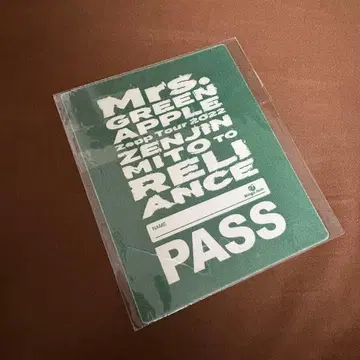 Mrs.
GREEN
APPLE
Zepp Tour 2022
ZENJIN
MITO TO
RELI
ANCE
NAME
PASS